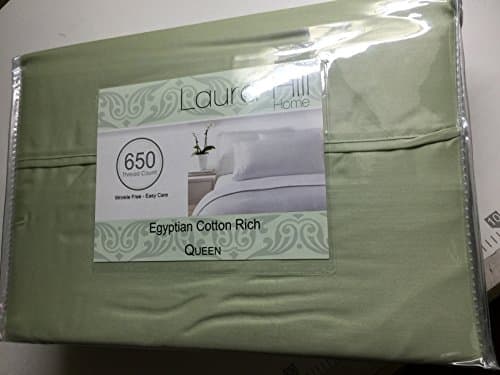 Laura Hill
Home
650
Thread Count
Wrinkle Free - Easy Care
Egyptian Cotton Rich
QUEEN